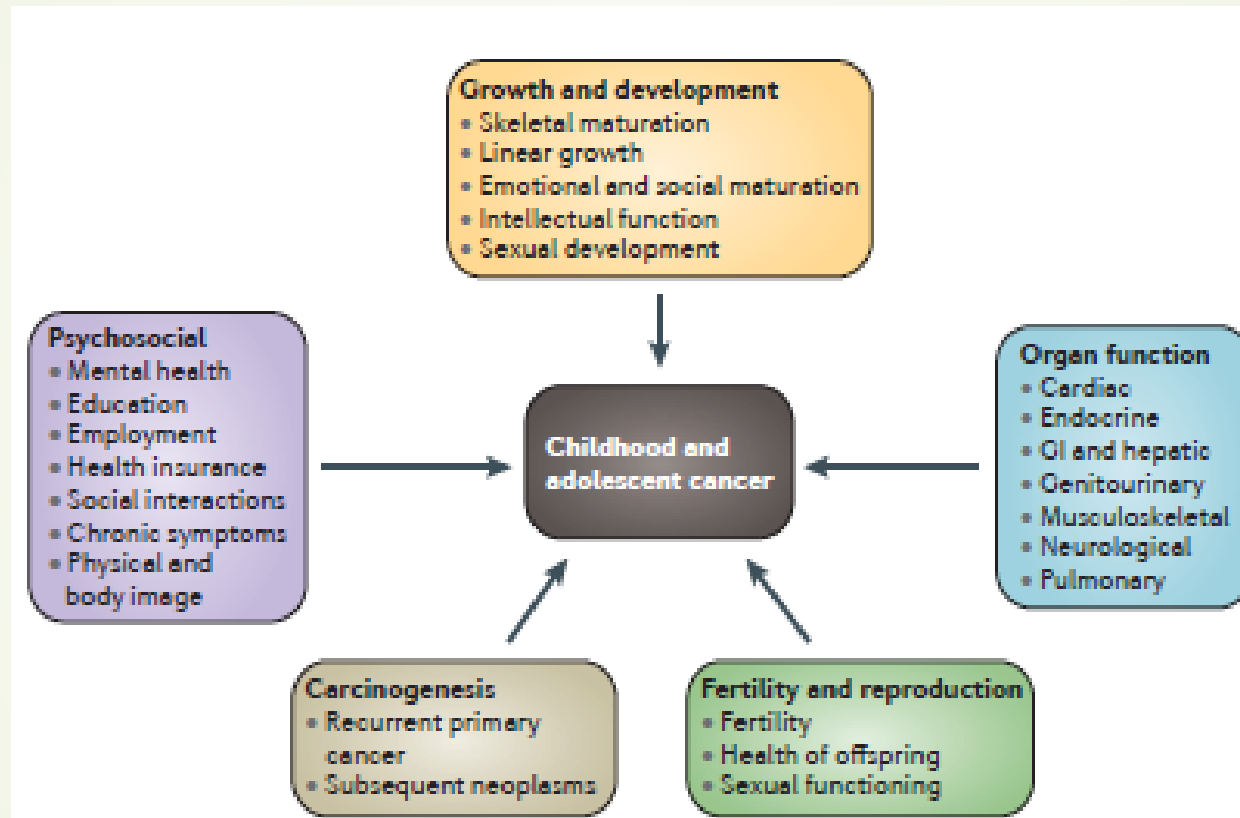 Growth and development
• Skeletal maturation
• Linear growth
• Emotional and social maturation
• Intellectual function
• Sexual development
Psychosocial
• Mental health
• Education
• Employment
• Health insurance
• Social interactions
• Chronic symptoms
• Physical and
body image
Childhood and
adolescent cancer
Organ function
• Cardiac
• Endocrine
• GI and hepatic
• Genitourinary
• Musculoskeletal
• Neurological
• Pulmonary
Carcinogenesis
• Recurrent primary
cancer
• Subsequent neoplasms
Fertility and reproduction
• Fertility
• Health of offspring
• Sexual functioning